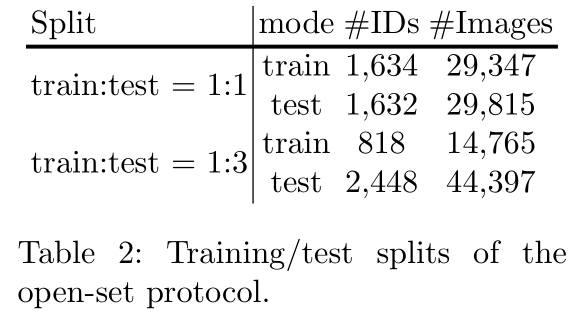 Split mode #IDs #Images
train:test = 1:1 train 1,634 29,347
test 1,632 29,815
train:test = 1:3 train 818 14,765
test 2,448 44,397
Table 2: Training/test splits of the
open-set protocol.